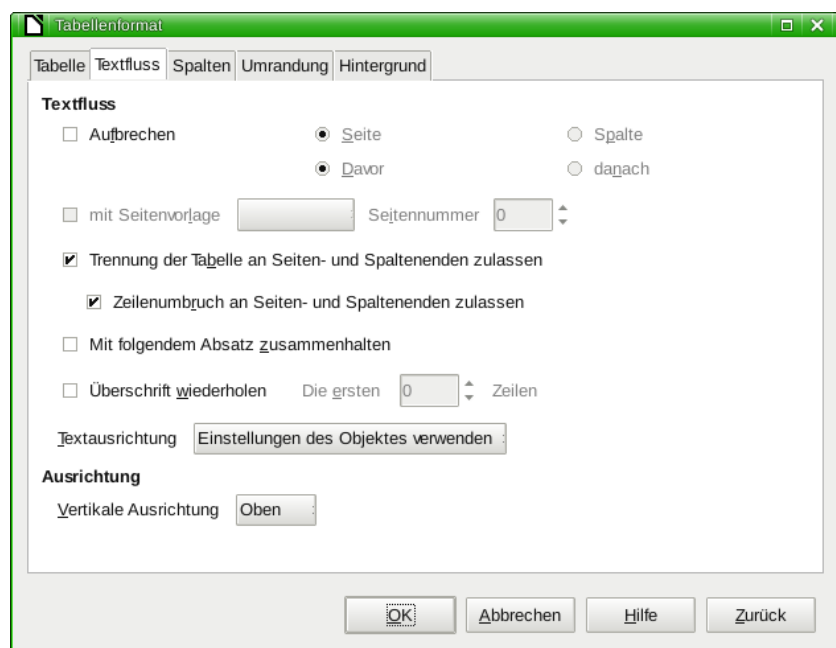 Tabellenformat
Tabelle Textfluss Spalten Umrandung Hintergrund
Textfluss
Aufbrechen Seite Spalte
Davor danach
mit Seitenvorlage Seitennummer 0
Trennung der Tabelle an Seiten- und Spaltenenden zulassen
Zeilenumbruch an Seiten- und Spaltenenden zulassen
Mit folgendem Absatz zusammenhalten
Überschrift wiederholen Die ersten 0 Zeilen
Textausrichtung Einstellungen des Objektes verwenden
Ausrichtung
Vertikale Ausrichtung Oben
OK Abbrechen Hilfe Zurück